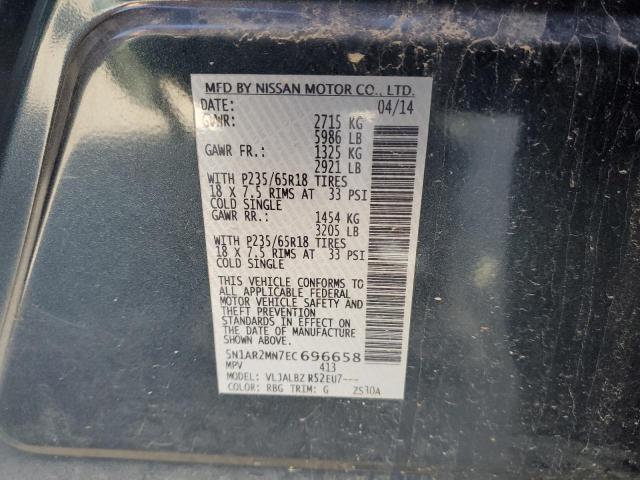 MFD BY NISSAN MOTOR CO., LTD.
DATE: 04/14
GVWR: 2715 KG
5986 LB
GAWR FR.: 1325 KG
2921 LB
WITH P235/65R18 TIRES
18 X 7.5 RIMS AT 33 PSI
COLD SINGLE
GAWR RR.: 1454 KG
3205 LB
WITH P235/65R18 TIRES
18 X 7.5 RIMS AT 33 PSI
COLD SINGLE
THIS VEHICLE CONFORMS TO
ALL APPLICABLE FEDERAL
MOTOR VEHICLE SAFETY AND
THEFT PREVENTION
STANDARDS IN EFFECT ON
THE DATE OF MANUFACTURE
SHOWN ABOVE.
5N1AR2MN7EC696658
MPV 413
MODEL: VLJALBZ R52EU7---
COLOR: RBG TRIM: G 2S30A